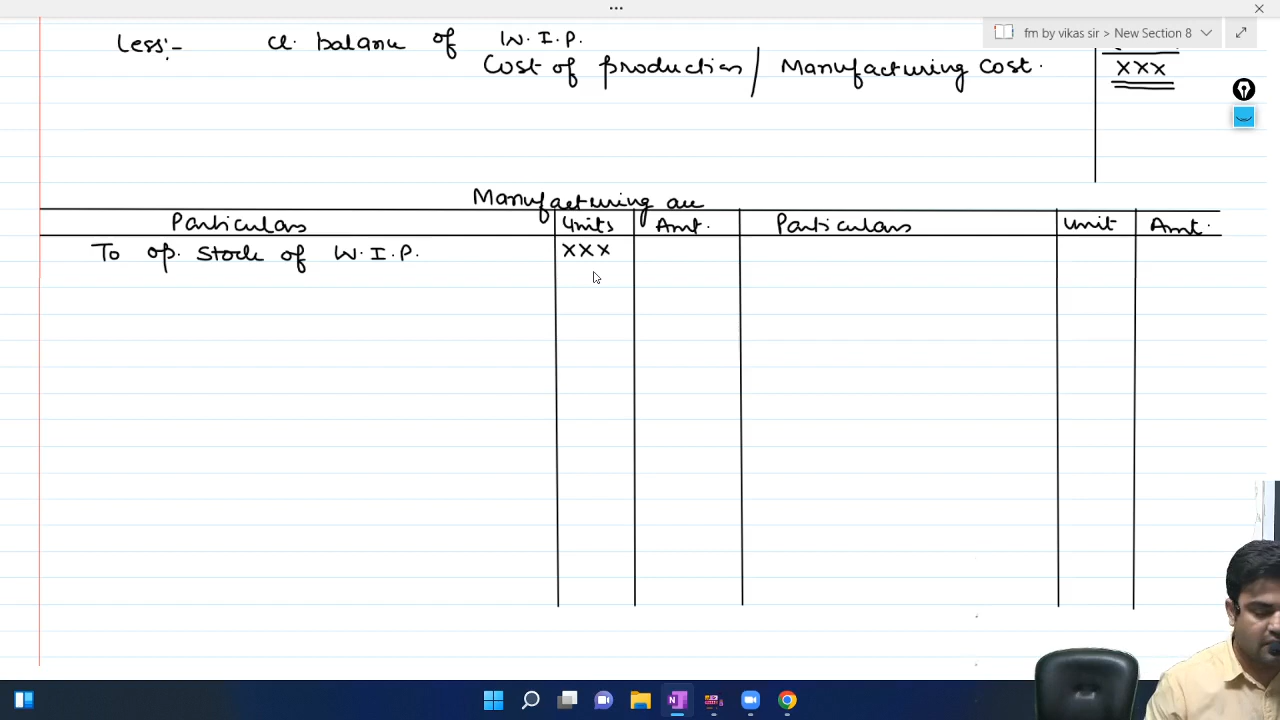 ...
fm by vikas sir > New Section 8
Less:- cl. balance of W.I.P.
Cost of production / Manufacturing cost. XXX
Manufacturing acc
Particulars Units Amt. Particulars Unit Amt.
To op. stock of W.I.P. XXX